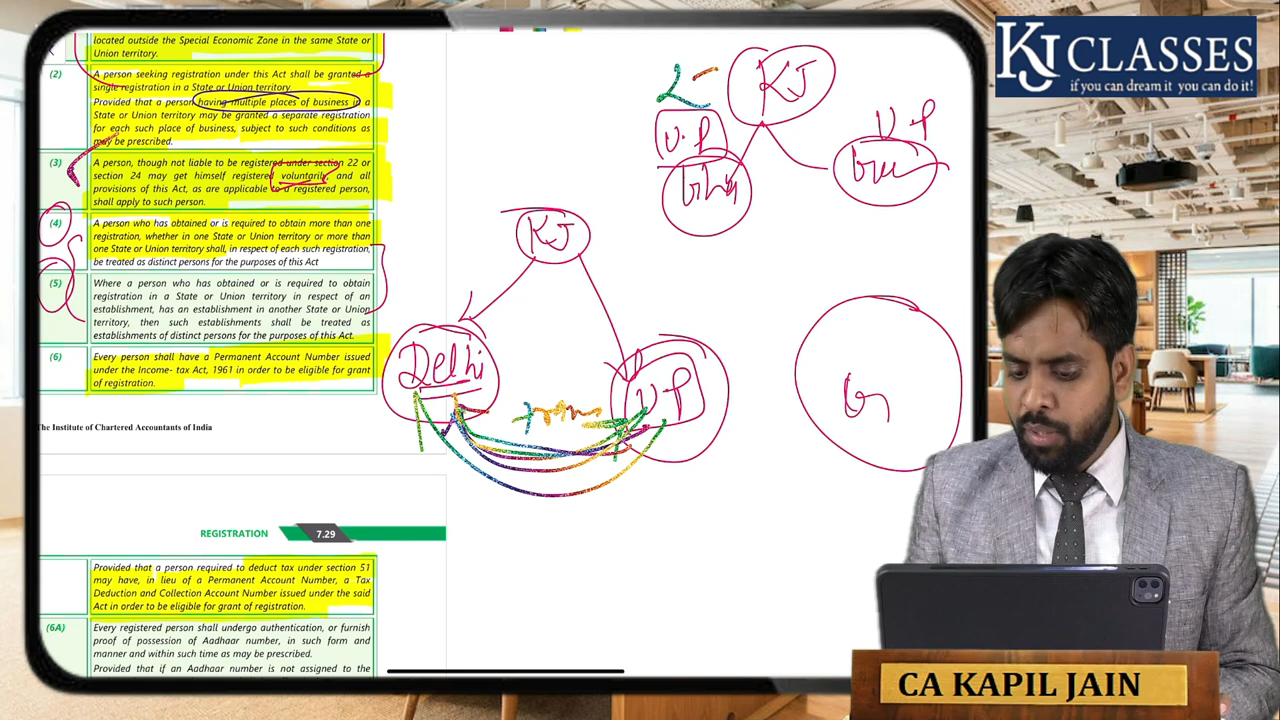 located outside the Special Economic Zone in the same State or
Union territory.
(2)
A person seeking registration under this Act shall be granted a
single registration in a State or Union territory.
Provided that a person having multiple places of business in a
State or Union territory may be granted a separate registration
for each such place of business, subject to such conditions as
may be prescribed.
(3)
A person, though not liable to be registered under section 22 or
section 24 may get himself registered voluntarily, and all
provisions of this Act, as are applicable to a registered person,
shall apply to such person.
(4)
A person who has obtained or is required to obtain more than one
registration, whether in one State or Union territory or more than
one State or Union territory shall, in respect of each such registration,
be treated as distinct persons for the purposes of this Act
(5)
Where a person who has obtained or is required to obtain
registration in a State or Union territory in respect of an
establishment, has an establishment in another State or Union
territory, then such establishments shall be treated as
establishments of distinct persons for the purposes of this Act.
(6)
Every person shall have a Permanent Account Number issued
under the Income- tax Act, 1961 in order to be eligible for grant
of registration.
The Institute of Chartered Accountants of India
REGISTRATION 7.29
Provided that a person required to deduct tax under section 51
may have, in lieu of a Permanent Account Number, a Tax
Deduction and Collection Account Number issued under the said
Act in order to be eligible for grant of registration.
(6A)
Every registered person shall undergo authentication, or furnish
proof of possession of Aadhaar number, in such form and
manner and within such time as may be prescribed.
Provided that if an Aadhaar number is not assigned to the
KJ
U.P
U.P
KJ
Delhi
U.P
KJ CLASSES
if you can dream it you can do it!
CA KAPIL JAIN